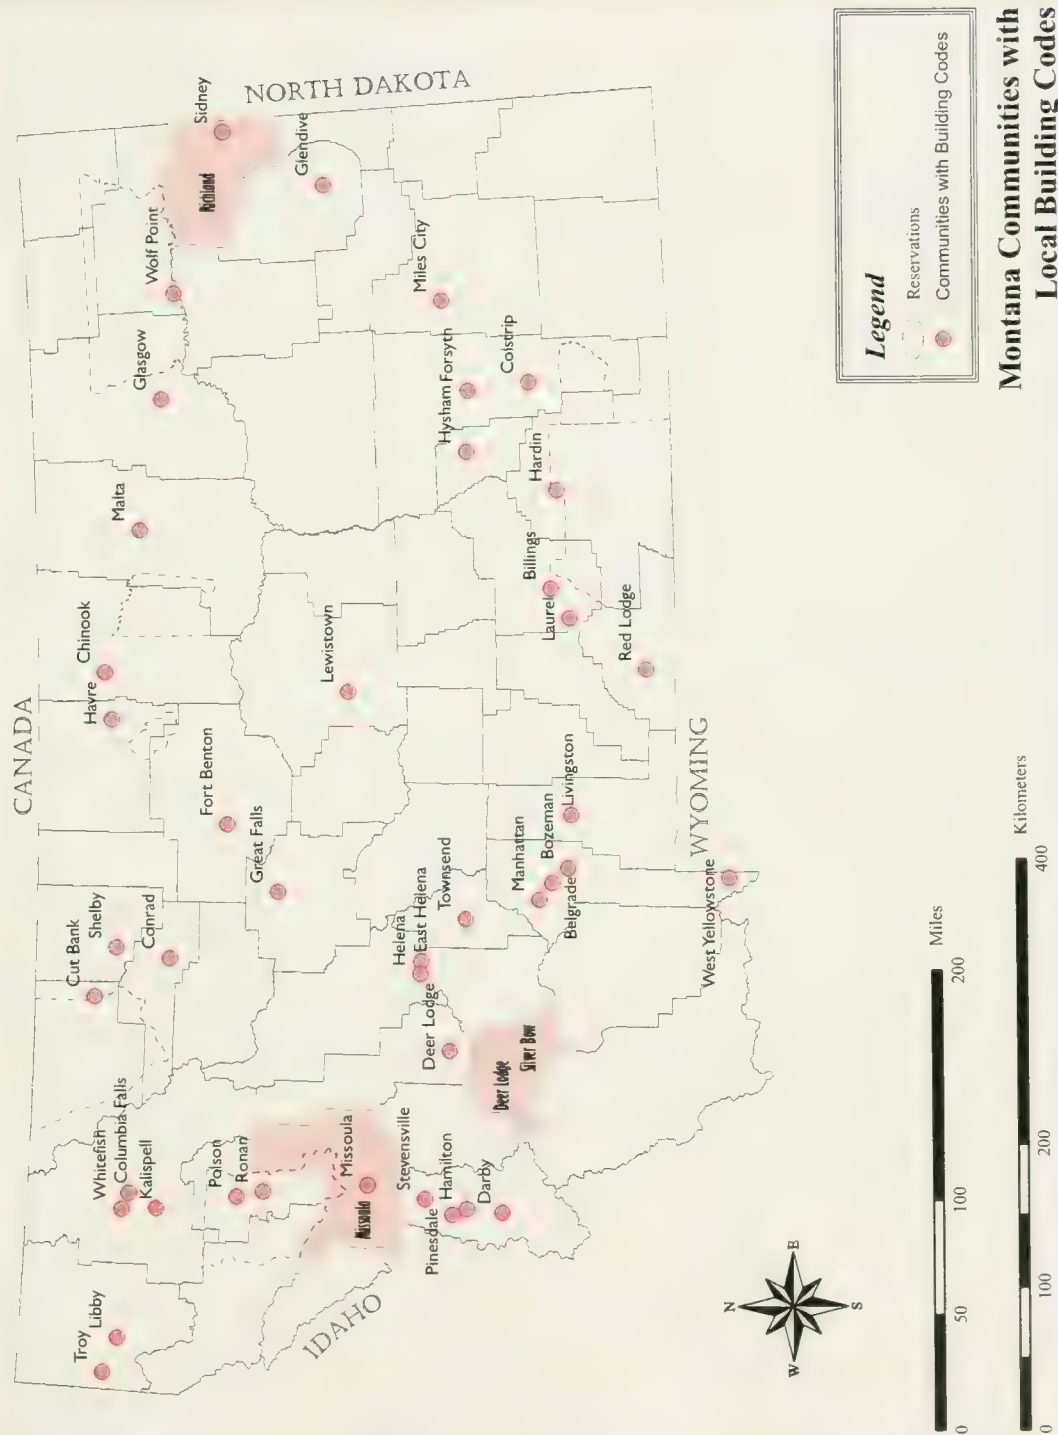 CANADA
NORTH DAKOTA
WYOMING
IDAHO
Troy
Libby
Whitefish
Columbia Falls
Kalispell
Cut Bank
Shelby
Conrad
Havre
Chinook
Malta
Glasgow
Wolf Point
Sidney
Richland
Glendive
Polson
Ronan
Fort Benton
Great Falls
Lewistown
Missoula
Missoula
Stevensville
Pinesdale
Hamilton
Darby
Deer Lodge
Helena
East Helena
Townsend
Deer Lodge
Silver Bow
Manhattan
Belgrade
Bozeman
Livingston
West Yellowstone
Laurel
Billings
Red Lodge
Hardin
Hysham
Forsyth
Colstrip
Miles City
N
E
S
W
0 50 100 200
Miles
0 100 200 400
Kilometers
Legend
Reservations
Communities with Building Codes
Montana Communities with
Local Building Codes